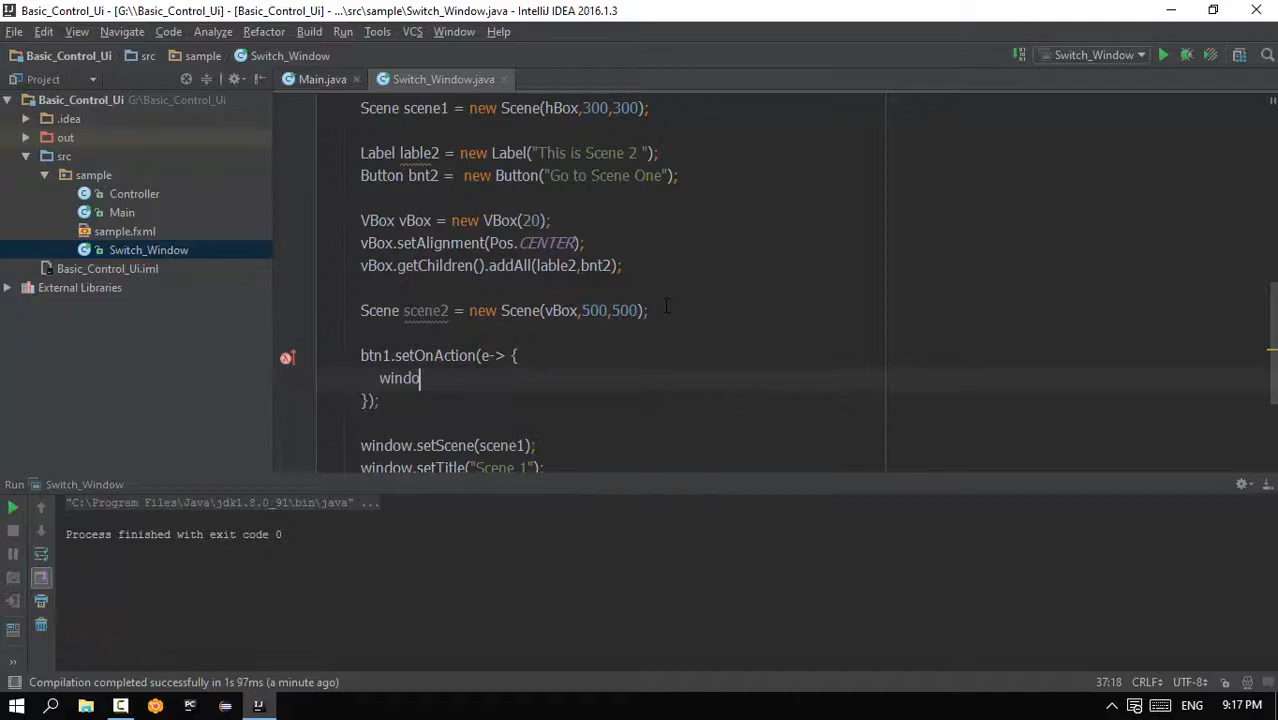 Basic_Control_Ui - [G:\\Basic_Control_Ui] - [Basic_Control_Ui] - ...\src\sample\Switch_Window.java - IntelliJ IDEA 2016.1.3
File Edit View Navigate Code Analyze Refactor Build Run Tools VCS Window Help
Basic_Control_Ui src sample Switch_Window Switch_Window
Project Main.java Switch_Window.java
Basic_Control_Ui G:\Basic_Control_Ui
.idea
out
src
sample
Controller
Main
sample.fxml
Switch_Window
Basic_Control_Ui.iml
External Libraries
Scene scene1 = new Scene(hBox,300,300);
Label lable2 = new Label("This is Scene 2 ");
Button bnt2 = new Button("Go to Scene One");
VBox vBox = new VBox(20);
vBox.setAlignment(Pos.CENTER);
vBox.getChildren().addAll(lable2,bnt2);
Scene scene2 = new Scene(vBox,500,500);
btn1.setOnAction(e-> {
windo
});
window.setScene(scene1);
window.setTitle("Scene 1");
Run Switch_Window
"C:\Program Files\Java\jdk1.8.0_91\bin\java" ...
Process finished with exit code 0
Compilation completed successfully in 1s 97ms (a minute ago) 37:18 CRLF÷ UTF-8÷
PC ENG 9:17 PM